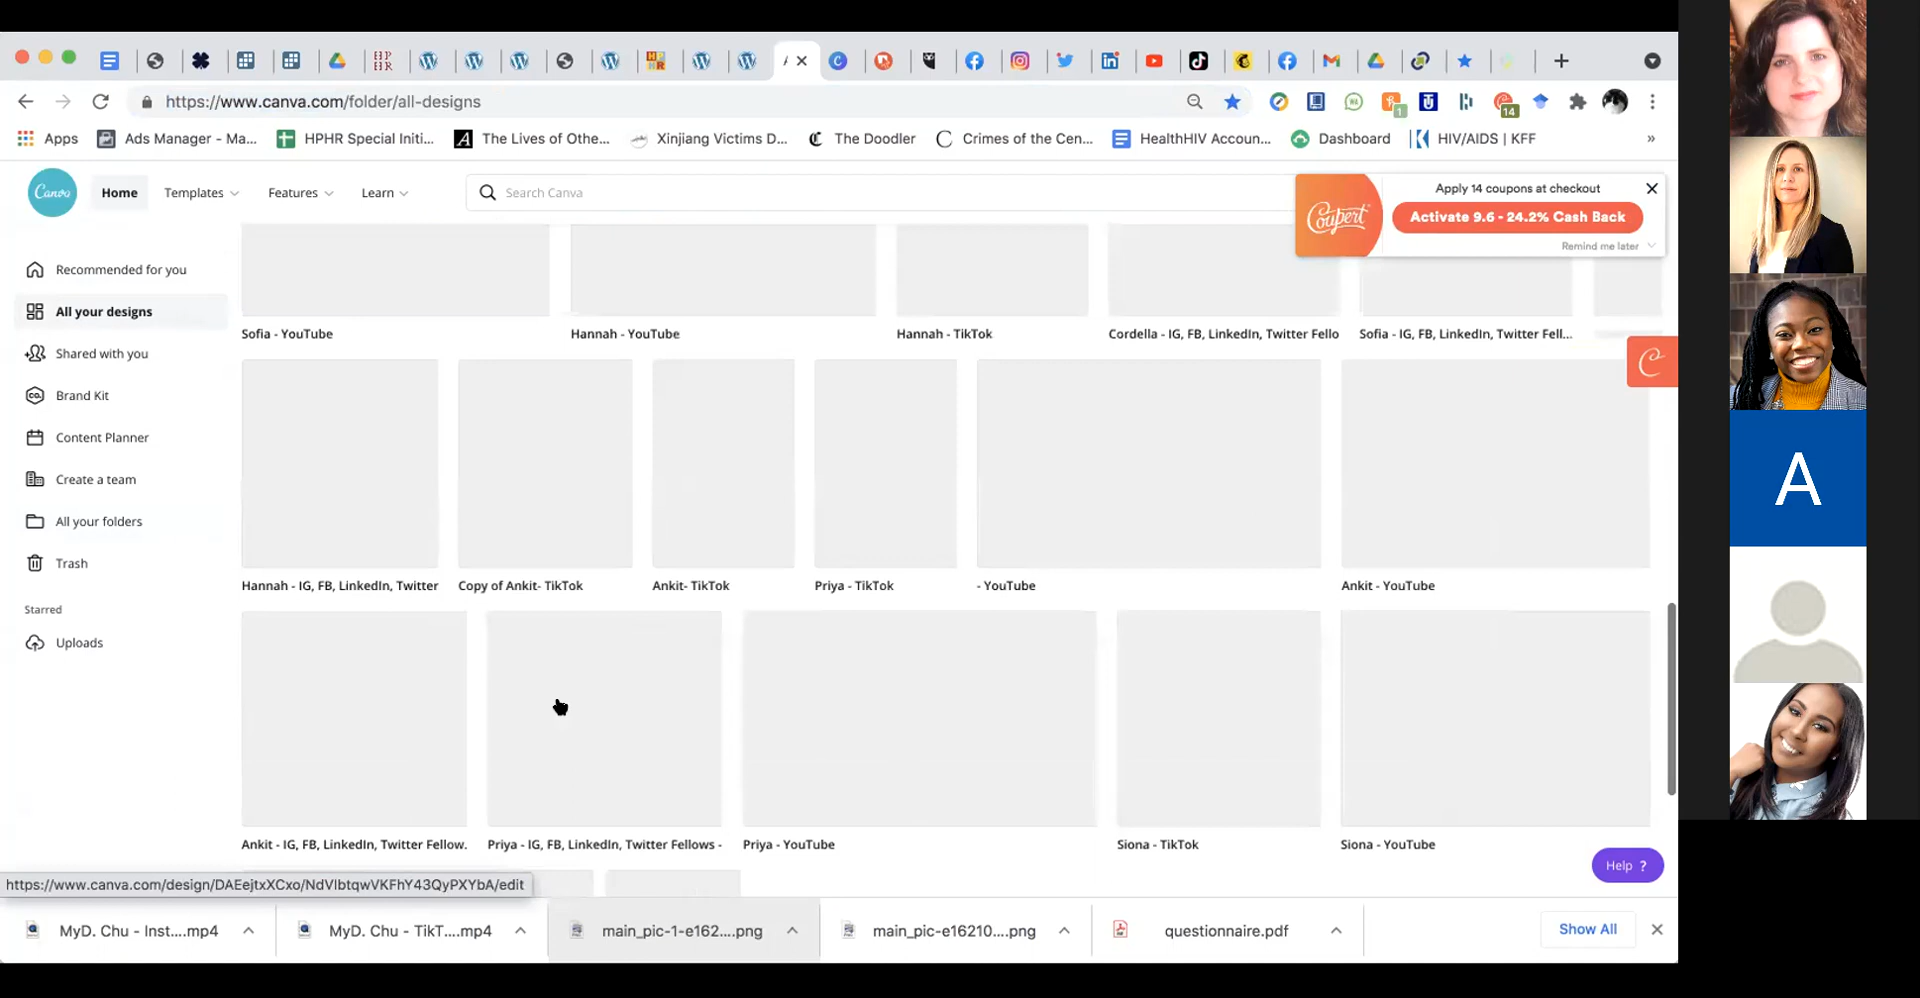 https://www.canva.com/folder/all-designs
14
1
Apps
Ads Manager - Ma...
HPHR Special Initi...
The Lives of Othe...
Xinjiang Victims D...
The Doodler
Crimes of the Cen...
HealthHIV Accoun...
Dashboard
HIV/AIDS | KFF
»
Canva
Home
Templates
Features
Learn
Search Canva
Coupert
Apply 14 coupons at checkout
Activate 9.6 - 24.2% Cash Back
Remind me later
Recommended for you
All your designs
Shared with you
Brand Kit
Content Planner
Create a team
All your folders
Trash
Starred
Uploads
Sofia - YouTube
Hannah - YouTube
Hannah - TikTok
Cordella - IG, FB, LinkedIn, Twitter Fello
Sofia - IG, FB, LinkedIn, Twitter Fell...
Hannah - IG, FB, LinkedIn, Twitter
Copy of Ankit- TikTok
Ankit- TikTok
Priya - TikTok
- YouTube
Ankit - YouTube
Ankit - IG, FB, LinkedIn, Twitter Fellow.
Priya - IG, FB, LinkedIn, Twitter Fellows -
Priya - YouTube
Siona - TikTok
Siona - YouTube
Help ?
https://www.canva.com/design/DAEejtxXCxo/NdVlbtqwVKFhY43QyPXYbA/edit
MyD. Chu - Inst....mp4
MyD. Chu - TikT....mp4
main_pic-1-e162....png
main_pic-e16210....png
questionnaire.pdf
Show All
A